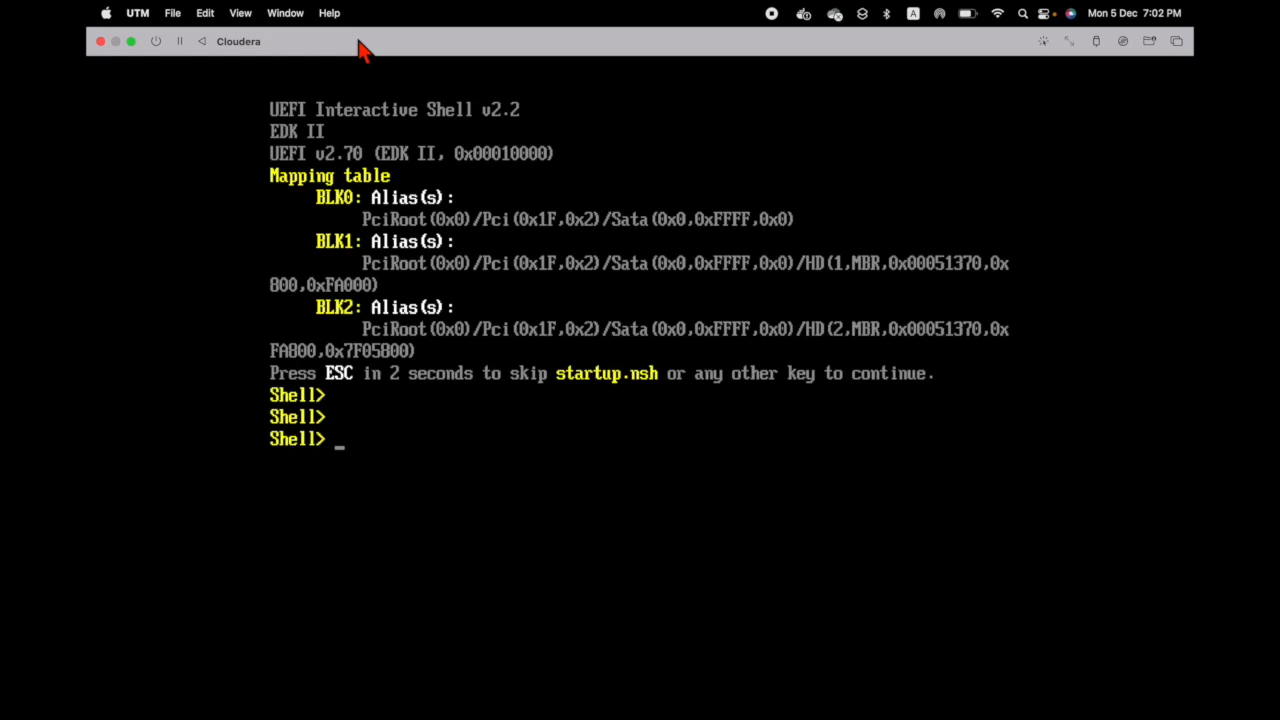 UTM File Edit View Window Help A Mon 5 Dec 7:02 PM
Cloudera
UEFI Interactive Shell v2.2
EDK II
UEFI v2.70 (EDK II, 0x00010000)
Mapping table
BLK0: Alias(s):
PciRoot(0x0)/Pci(0x1F,0x2)/Sata(0x0,0xFFFF,0x0)
BLK1: Alias(s):
PciRoot(0x0)/Pci(0x1F,0x2)/Sata(0x0,0xFFFF,0x0)/HD(1,MBR,0x00051370,0x
800,0xFA000)
BLK2: Alias(s):
PciRoot(0x0)/Pci(0x1F,0x2)/Sata(0x0,0xFFFF,0x0)/HD(2,MBR,0x00051370,0x
FA800,0x7F05800)
Press ESC in 2 seconds to skip startup.nsh or any other key to continue.
Shell>
Shell>
Shell> _